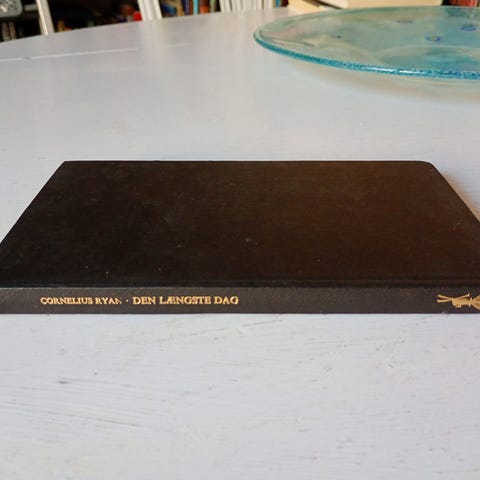 CORNELIUS RYAN · DEN LÆNGSTE DAG